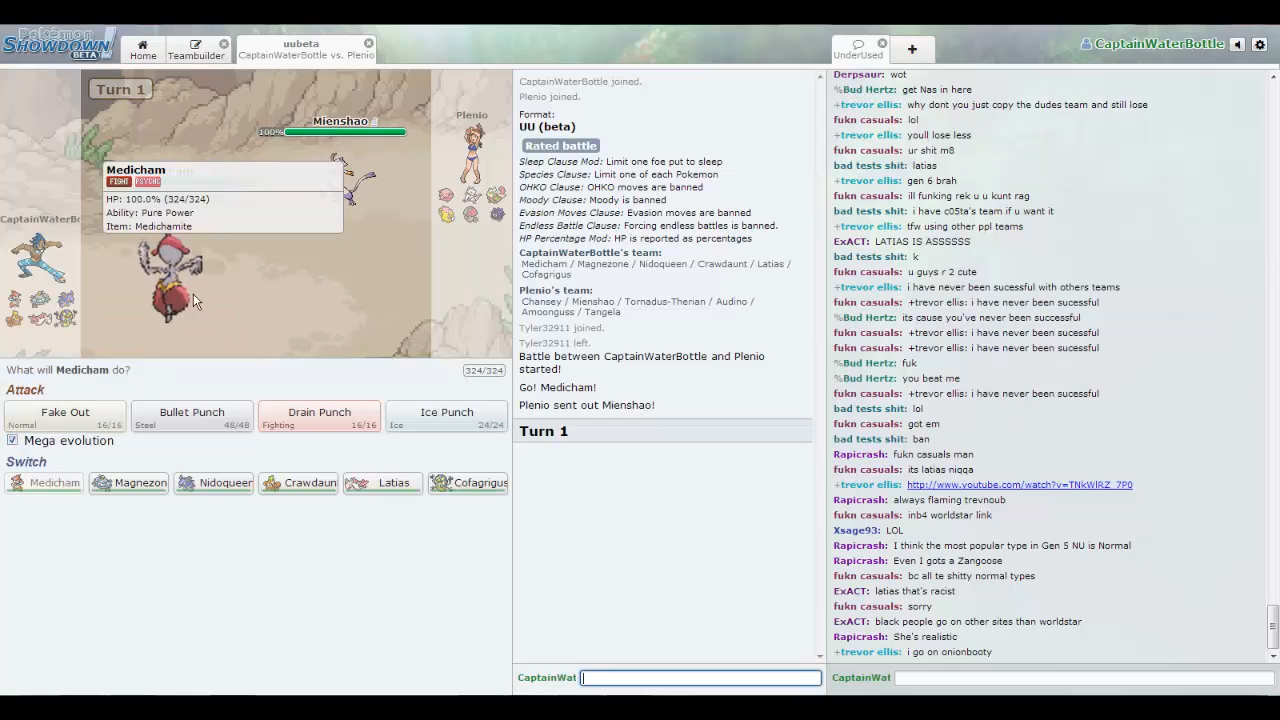 Pokémon
SHOWDOWN!
BETA
Home
Teambuilder
uubeta
CaptainWaterBottle vs. Plenio
UnderUsed
+
CaptainWaterBottle
Turn 1
Mienshao
100%
Plenio
Medicham
FIGHT PSYCHC
HP: 100.0% (324/324)
Ability: Pure Power
Item: Medichamite
CaptainWaterBo
What will Medicham do?
324/324
Attack
Fake Out
Normal 16/16
Bullet Punch
Steel 48/48
Drain Punch
Fighting 16/16
Ice Punch
Ice 24/24
Mega evolution
Switch
Medicham
Magnezon
Nidoqueen
Crawdaun
Latias
Cofagrigus
CaptainWaterBottle joined.
Plenio joined.
Format:
UU (beta)
Rated battle
Sleep Clause Mod: Limit one foe put to sleep
Species Clause: Limit one of each Pokemon
OHKO Clause: OHKO moves are banned
Moody Clause: Moody is banned
Evasion Moves Clause: Evasion moves are banned
Endless Battle Clause: Forcing endless battles is banned.
HP Percentage Mod: HP is reported as percentages
CaptainWaterBottle's team:
Medicham / Magnezone / Nidoqueen / Crawdaunt / Latias /
Cofagrigus
Plenio's team:
Chansey / Mienshao / Tornadus-Therian / Audino /
Amoonguss / Tangela
Tyler32911 joined.
Tyler32911 left.
Battle between CaptainWaterBottle and Plenio
started!
Go! Medicham!
Plenio sent out Mienshao!
Turn 1
CaptainWat
Derpsaur: wot
%Bud Hertz: get Nas in here
+trevor ellis: why dont you just copy the dudes team and still lose
fukn casuals: lol
+trevor ellis: youll lose less
fukn casuals: ur shit m8
bad tests shit: latias
+trevor ellis: gen 6 brah
fukn casuals: ill funking rek u u kunt rag
bad tests shit: i have c05ta's team if u want it
+trevor ellis: tfw using other ppl teams
ExACT: LATIAS IS ASSSSSS
bad tests shit: k
fukn casuals: u guys r 2 cute
+trevor ellis: i have never been sucessful with others teams
fukn casuals: +trevor ellis: i have never been sucessful
bad tests shit: its cause you've never been successful
fukn casuals: +trevor ellis: i have never been sucessful
fukn casuals: +trevor ellis: i have never been sucessful
%Bud Hertz: fuk
%Bud Hertz: you beat me
fukn casuals: +trevor ellis: i have never been sucessful
bad tests shit: lol
fukn casuals: got em
bad tests shit: ban
Rapicrash: fukn casuals man
fukn casuals: its latias niqqa
+trevor ellis: http://www.youtube.com/watch?v=TNkWlRZ_7P0
Rapicrash: always flaming trevnoub
fukn casuals: inb4 worldstar link
Xsage93: LOL
Rapicrash: I think the most popular type in Gen 5 NU is Normal
Rapicrash: Even I gots a Zangoose
fukn casuals: bc all te shitty normal types
ExACT: latias that's racist
fukn casuals: sorry
ExACT: black people go on other sites than worldstar
Rapicrash: She's realistic
+trevor ellis: i go on onionbooty
CaptainWat